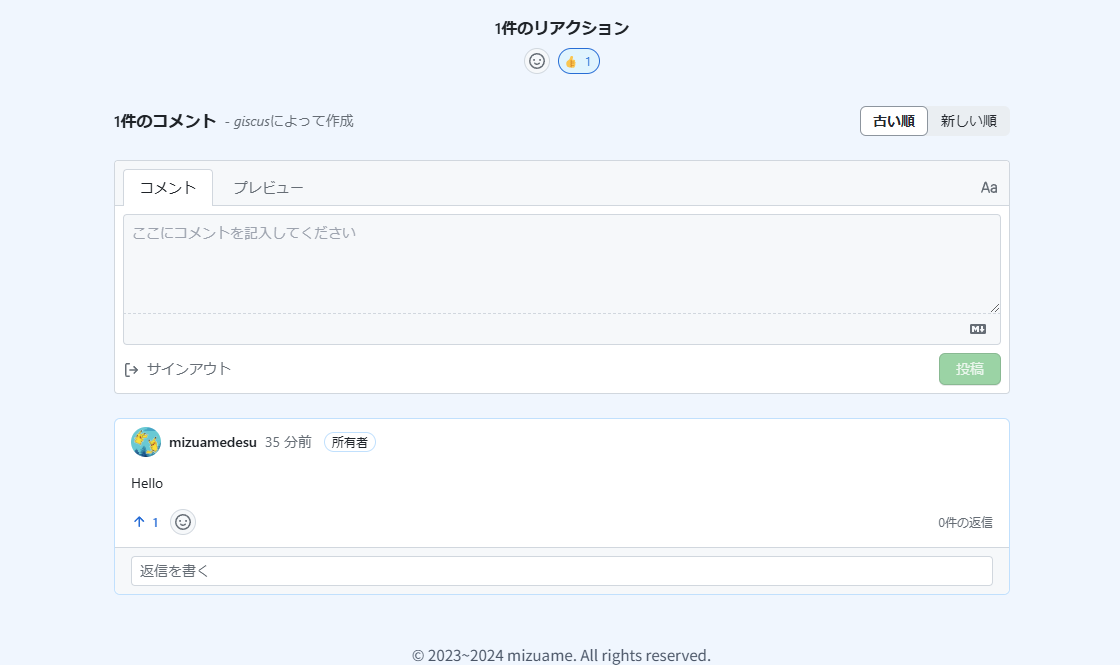 1件のリアクション
1
1件のコメント - giscusによって作成
古い順 新しい順
コメント プレビュー Aa
ここにコメントを記入してください
M
サインアウト 投稿
mizuamedesu 35 分前 所有者
Hello
1 0件の返信
返信を書く
© 2023~2024 mizuame. All rights reserved.